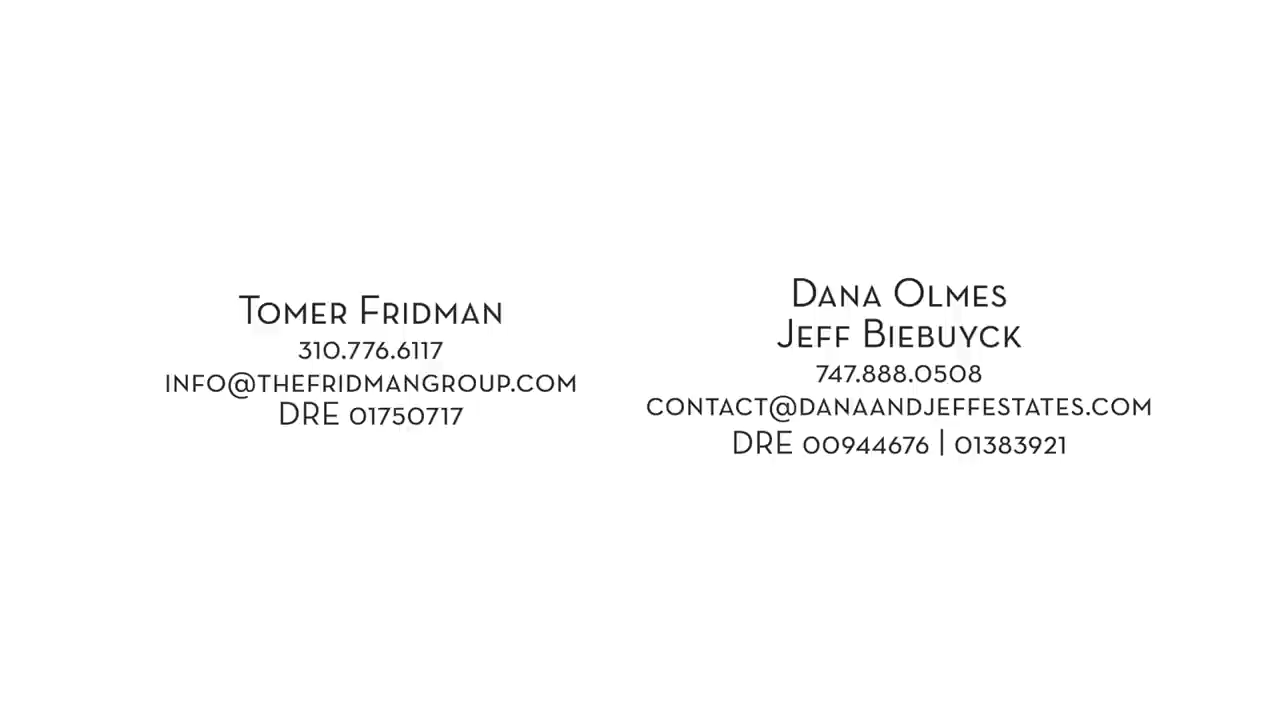 Tomer Fridman
310.776.6117
info@thefridmangroup.com
DRE 01750717
Dana Olmes
Jeff Biebuyck
747.888.0508
contact@danaandjeffestates.com
DRE 00944676 | 01383921